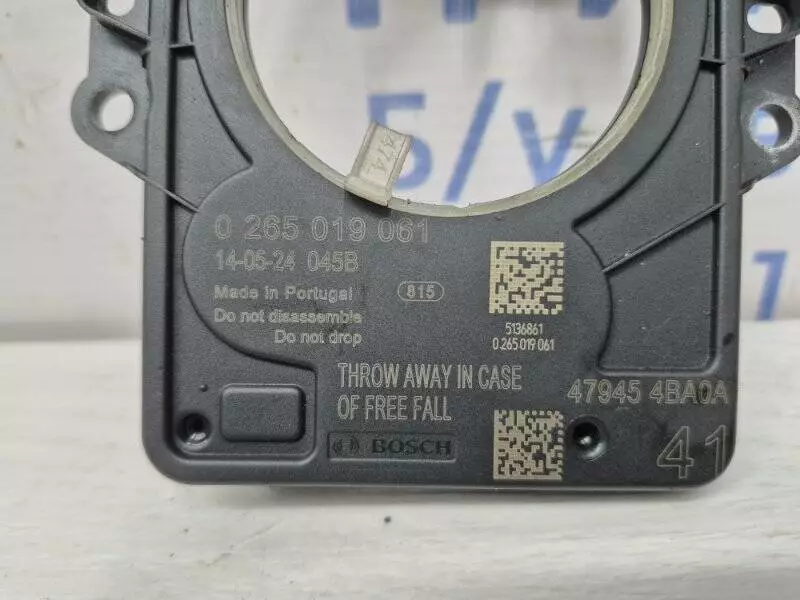 474
0 265 019 061
14-05-24 045B
Made in Portugal
815
Do not disassemble
Do not drop
5136861
0 265 019 061
THROW AWAY IN CASE
OF FREE FALL
47945 4BA0A
BOSCH
41
Б/у